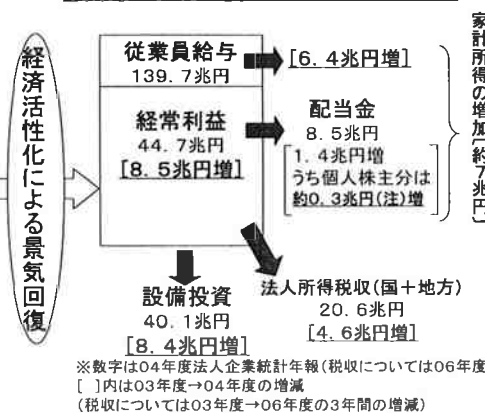 経済活性化による景気回復
従業員給与
139.7兆円
[6.4兆円増]
経常利益
44.7兆円
[8.5兆円増]
配当金
8.5兆円
[1.4兆円増
うち個人株主分は
約0.3兆円(注)増]
家計所得の増加[約7兆円]
設備投資
40.1兆円
[8.4兆円増]
法人所得税収(国+地方)
20.6兆円
[4.6兆円増]
※数字は04年度法人企業統計年報(税収については06年度
[ ]内は03年度→04年度の増減
(税収については03年度→06年度の3年間の増減)